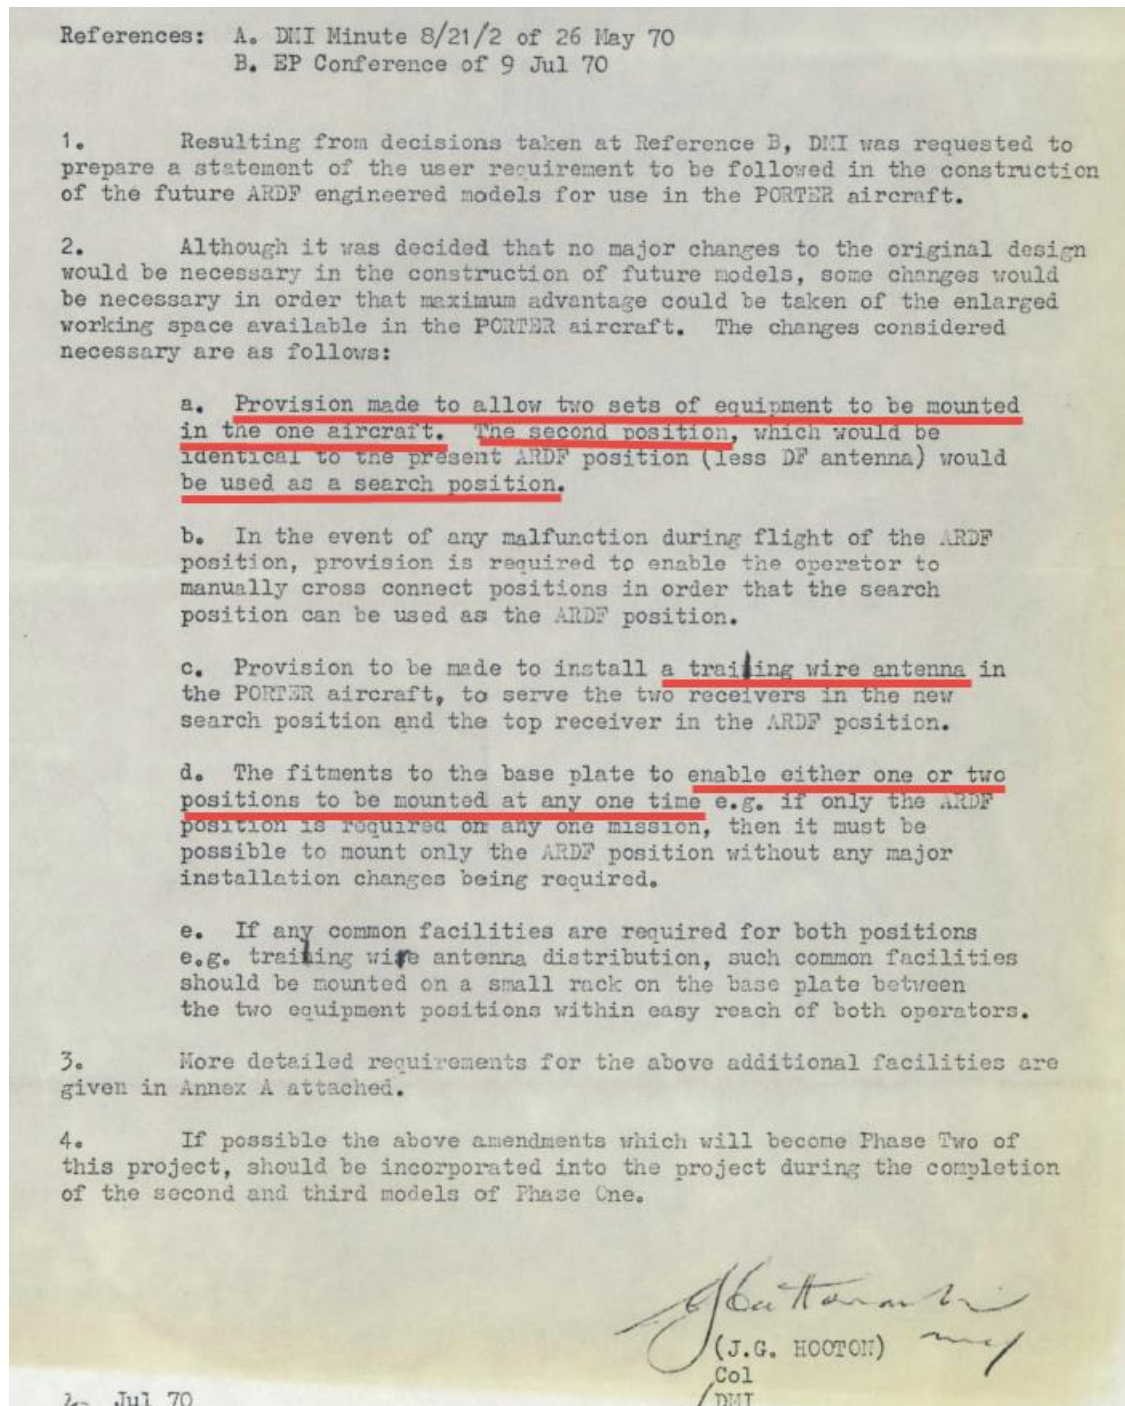 References: A. DMI Minute 8/21/2 of 26 May 70
B. EP Conference of 9 Jul 70
1. Resulting from decisions taken at Reference B, DMI was requested to
prepare a statement of the user requirement to be followed in the construction
of the future ARDF engineered models for use in the PORTER aircraft.
2. Although it was decided that no major changes to the original design
would be necessary in the construction of future models, some changes would
be necessary in order that maximum advantage could be taken of the enlarged
working space available in the PORTER aircraft. The changes considered
necessary are as follows:
a. Provision made to allow two sets of equipment to be mounted
in the one aircraft. The second position, which would be
identical to the present ARDF position (less DF antenna) would
be used as a search position.
b. In the event of any malfunction during flight of the ARDF
position, provision is required to enable the operator to
manually cross connect positions in order that the search
position can be used as the ARDF position.
c. Provision to be made to install a trailing wire antenna in
the PORTER aircraft, to serve the two receivers in the new
search position and the top receiver in the ARDF position.
d. The fitments to the base plate to enable either one or two
positions to be mounted at any one time e.g. if only the ARDF
position is required on any one mission, then it must be
possible to mount only the ARDF position without any major
installation changes being required.
e. If any common facilities are required for both positions
e.g. trailing wire antenna distribution, such common facilities
should be mounted on a small rack on the base plate between
the two equipment positions within easy reach of both operators.
3. More detailed requirements for the above additional facilities are
given in Annex A attached.
4. If possible the above amendments which will become Phase Two of
this project, should be incorporated into the project during the completion
of the second and third models of Phase One.
(J.G. HOOTON)
Col
DMI
Jul 70